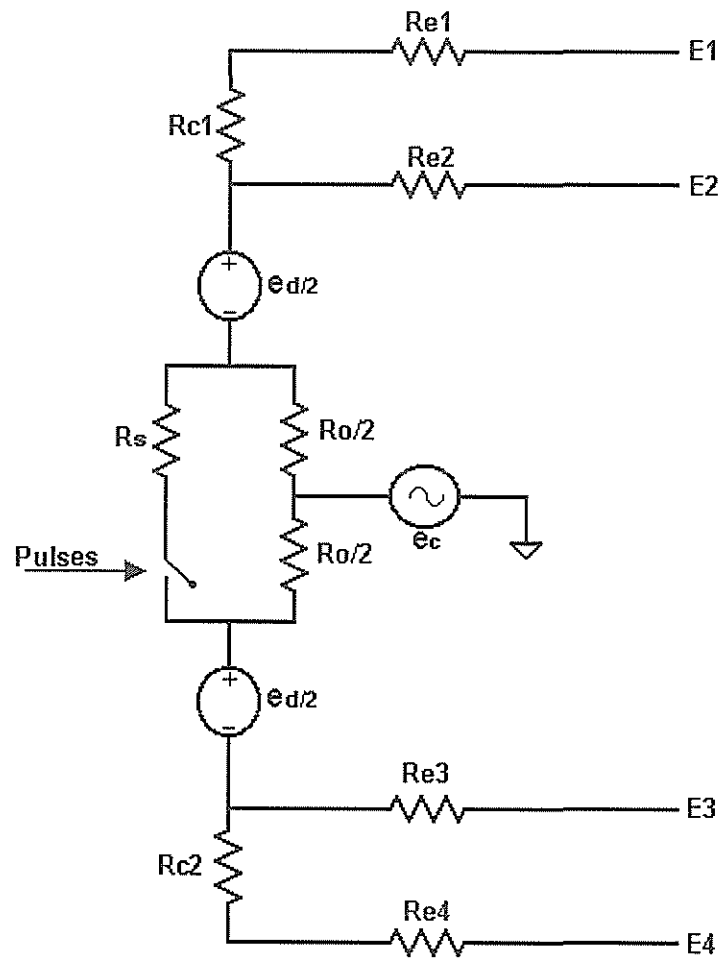 Re1
E1
Rc1
Re2
E2
+
ed/2
−
Rs
Ro/2
ec
Ro/2
Pulses
+
ed/2
−
Re3
E3
Rc2
Re4
E4